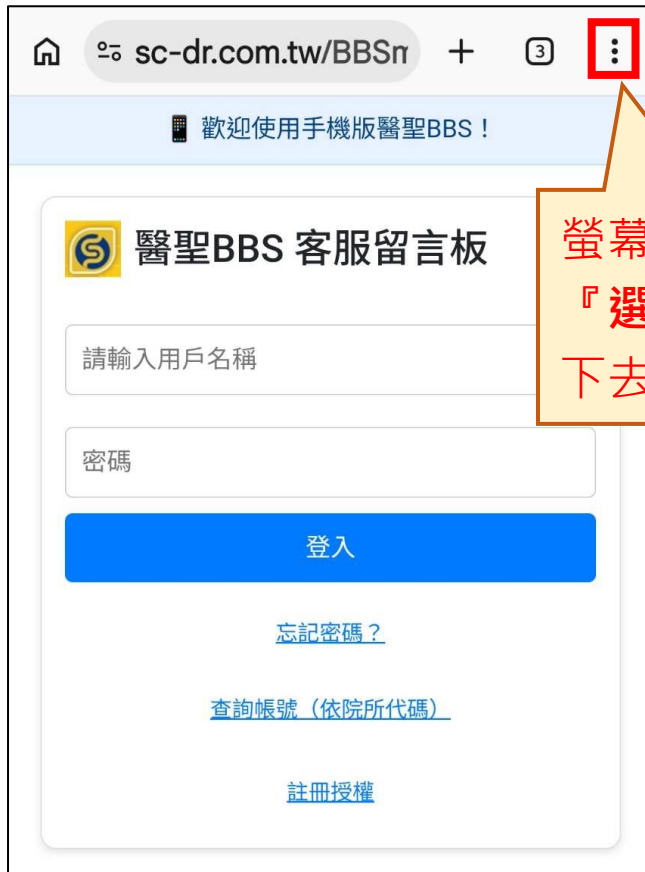 sc-dr.com.tw/BBSm
3
歡迎使用手機版醫聖BBS！
醫聖BBS 客服留言板
螢幕
『選
下去
請輸入用戶名稱
密碼
登入
忘記密碼？
查詢帳號（依院所代碼）
註冊授權